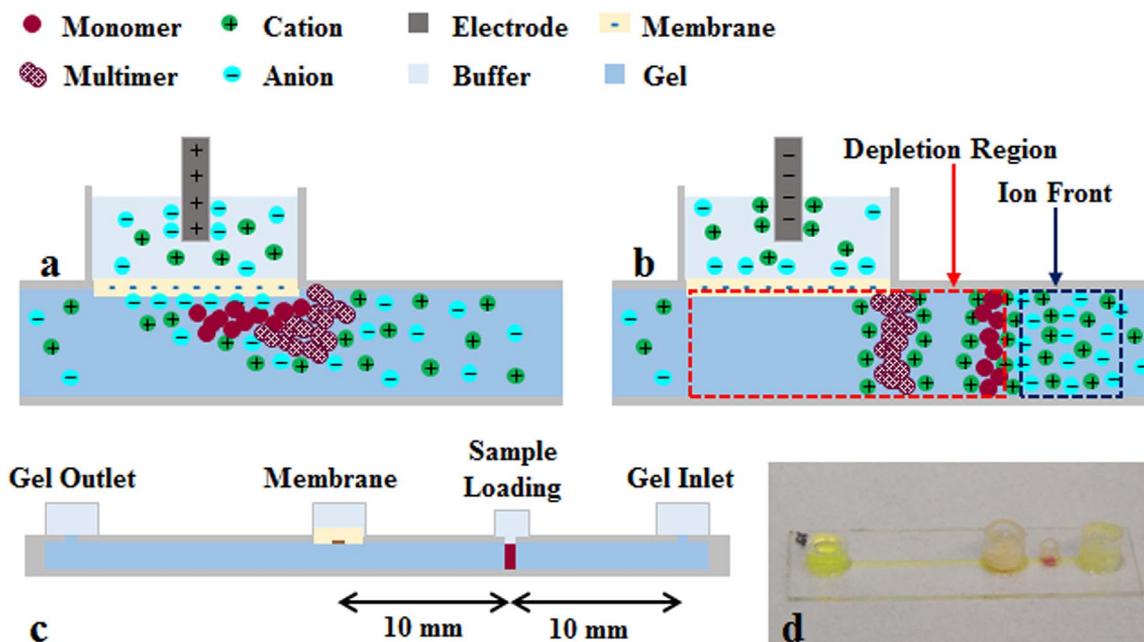 Monomer Cation Electrode Membrane
Multimer Anion Buffer Gel
Depletion Region
Ion Front
a
b
Gel Outlet Membrane Sample Loading Gel Inlet
10 mm 10 mm
c
d